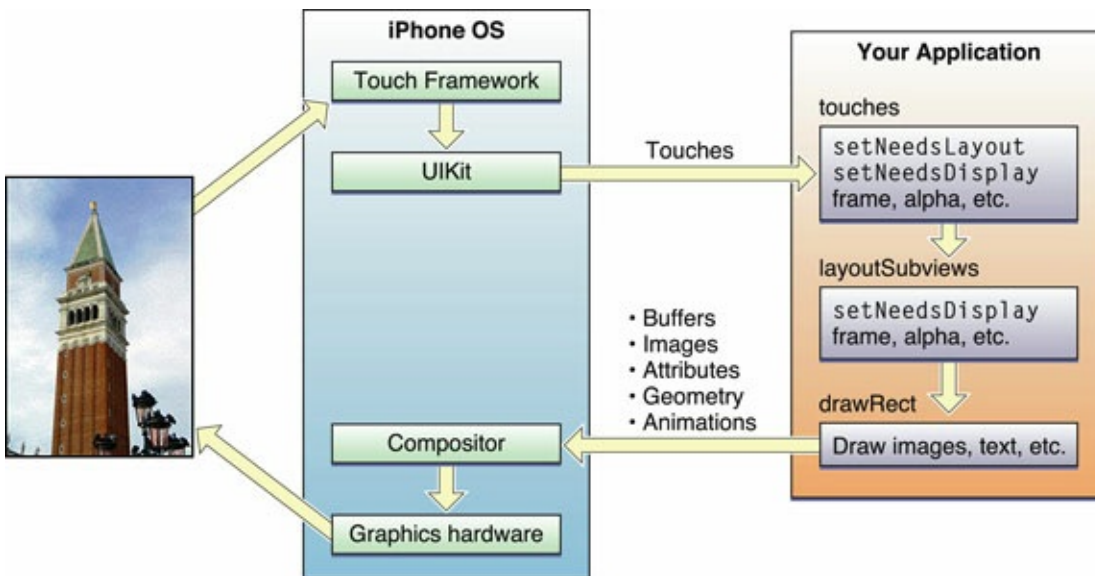 iPhone OS
Touch Framework
UIKit
Compositor
Graphics hardware
Touches
• Buffers
• Images
• Attributes
• Geometry
• Animations
Your Application
touches
setNeedsLayout
setNeedsDisplay
frame, alpha, etc.
layoutSubviews
setNeedsDisplay
frame, alpha, etc.
drawRect
Draw images, text, etc.